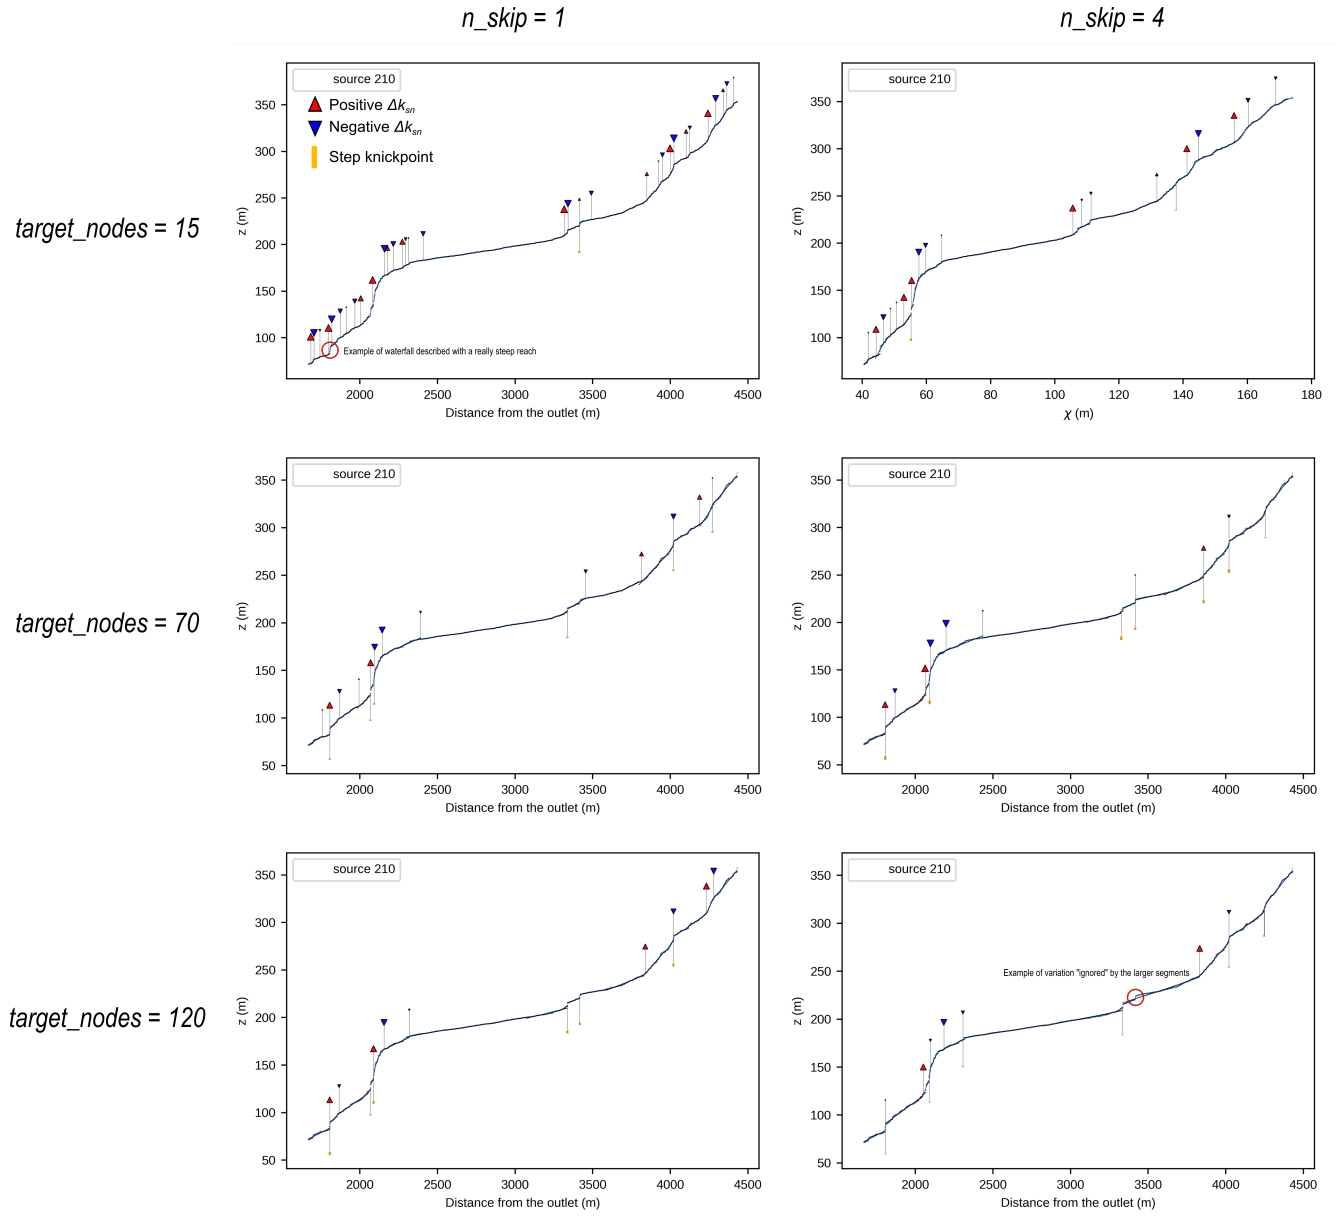 n_skip = 1
n_skip = 4
target_nodes = 15
source 210
Positive Δksn
Negative Δksn
Step knickpoint
Example of waterfall described with a really steep reach
z (m)
350
300
250
200
150
100
2000 2500 3000 3500 4000 4500
Distance from the outlet (m)
source 210
z (m)
350
300
250
200
150
100
40 60 80 100 120 140 160 180
χ (m)
target_nodes = 70
source 210
z (m)
350
300
250
200
150
100
50
2000 2500 3000 3500 4000 4500
Distance from the outlet (m)
source 210
z (m)
350
300
250
200
150
100
50
2000 2500 3000 3500 4000 4500
Distance from the outlet (m)
target_nodes = 120
source 210
z (m)
350
300
250
200
150
100
50
2000 2500 3000 3500 4000 4500
Distance from the outlet (m)
source 210
Example of variation "ignored" by the larger segments
z (m)
350
300
250
200
150
100
50
2000 2500 3000 3500 4000 4500
Distance from the outlet (m)